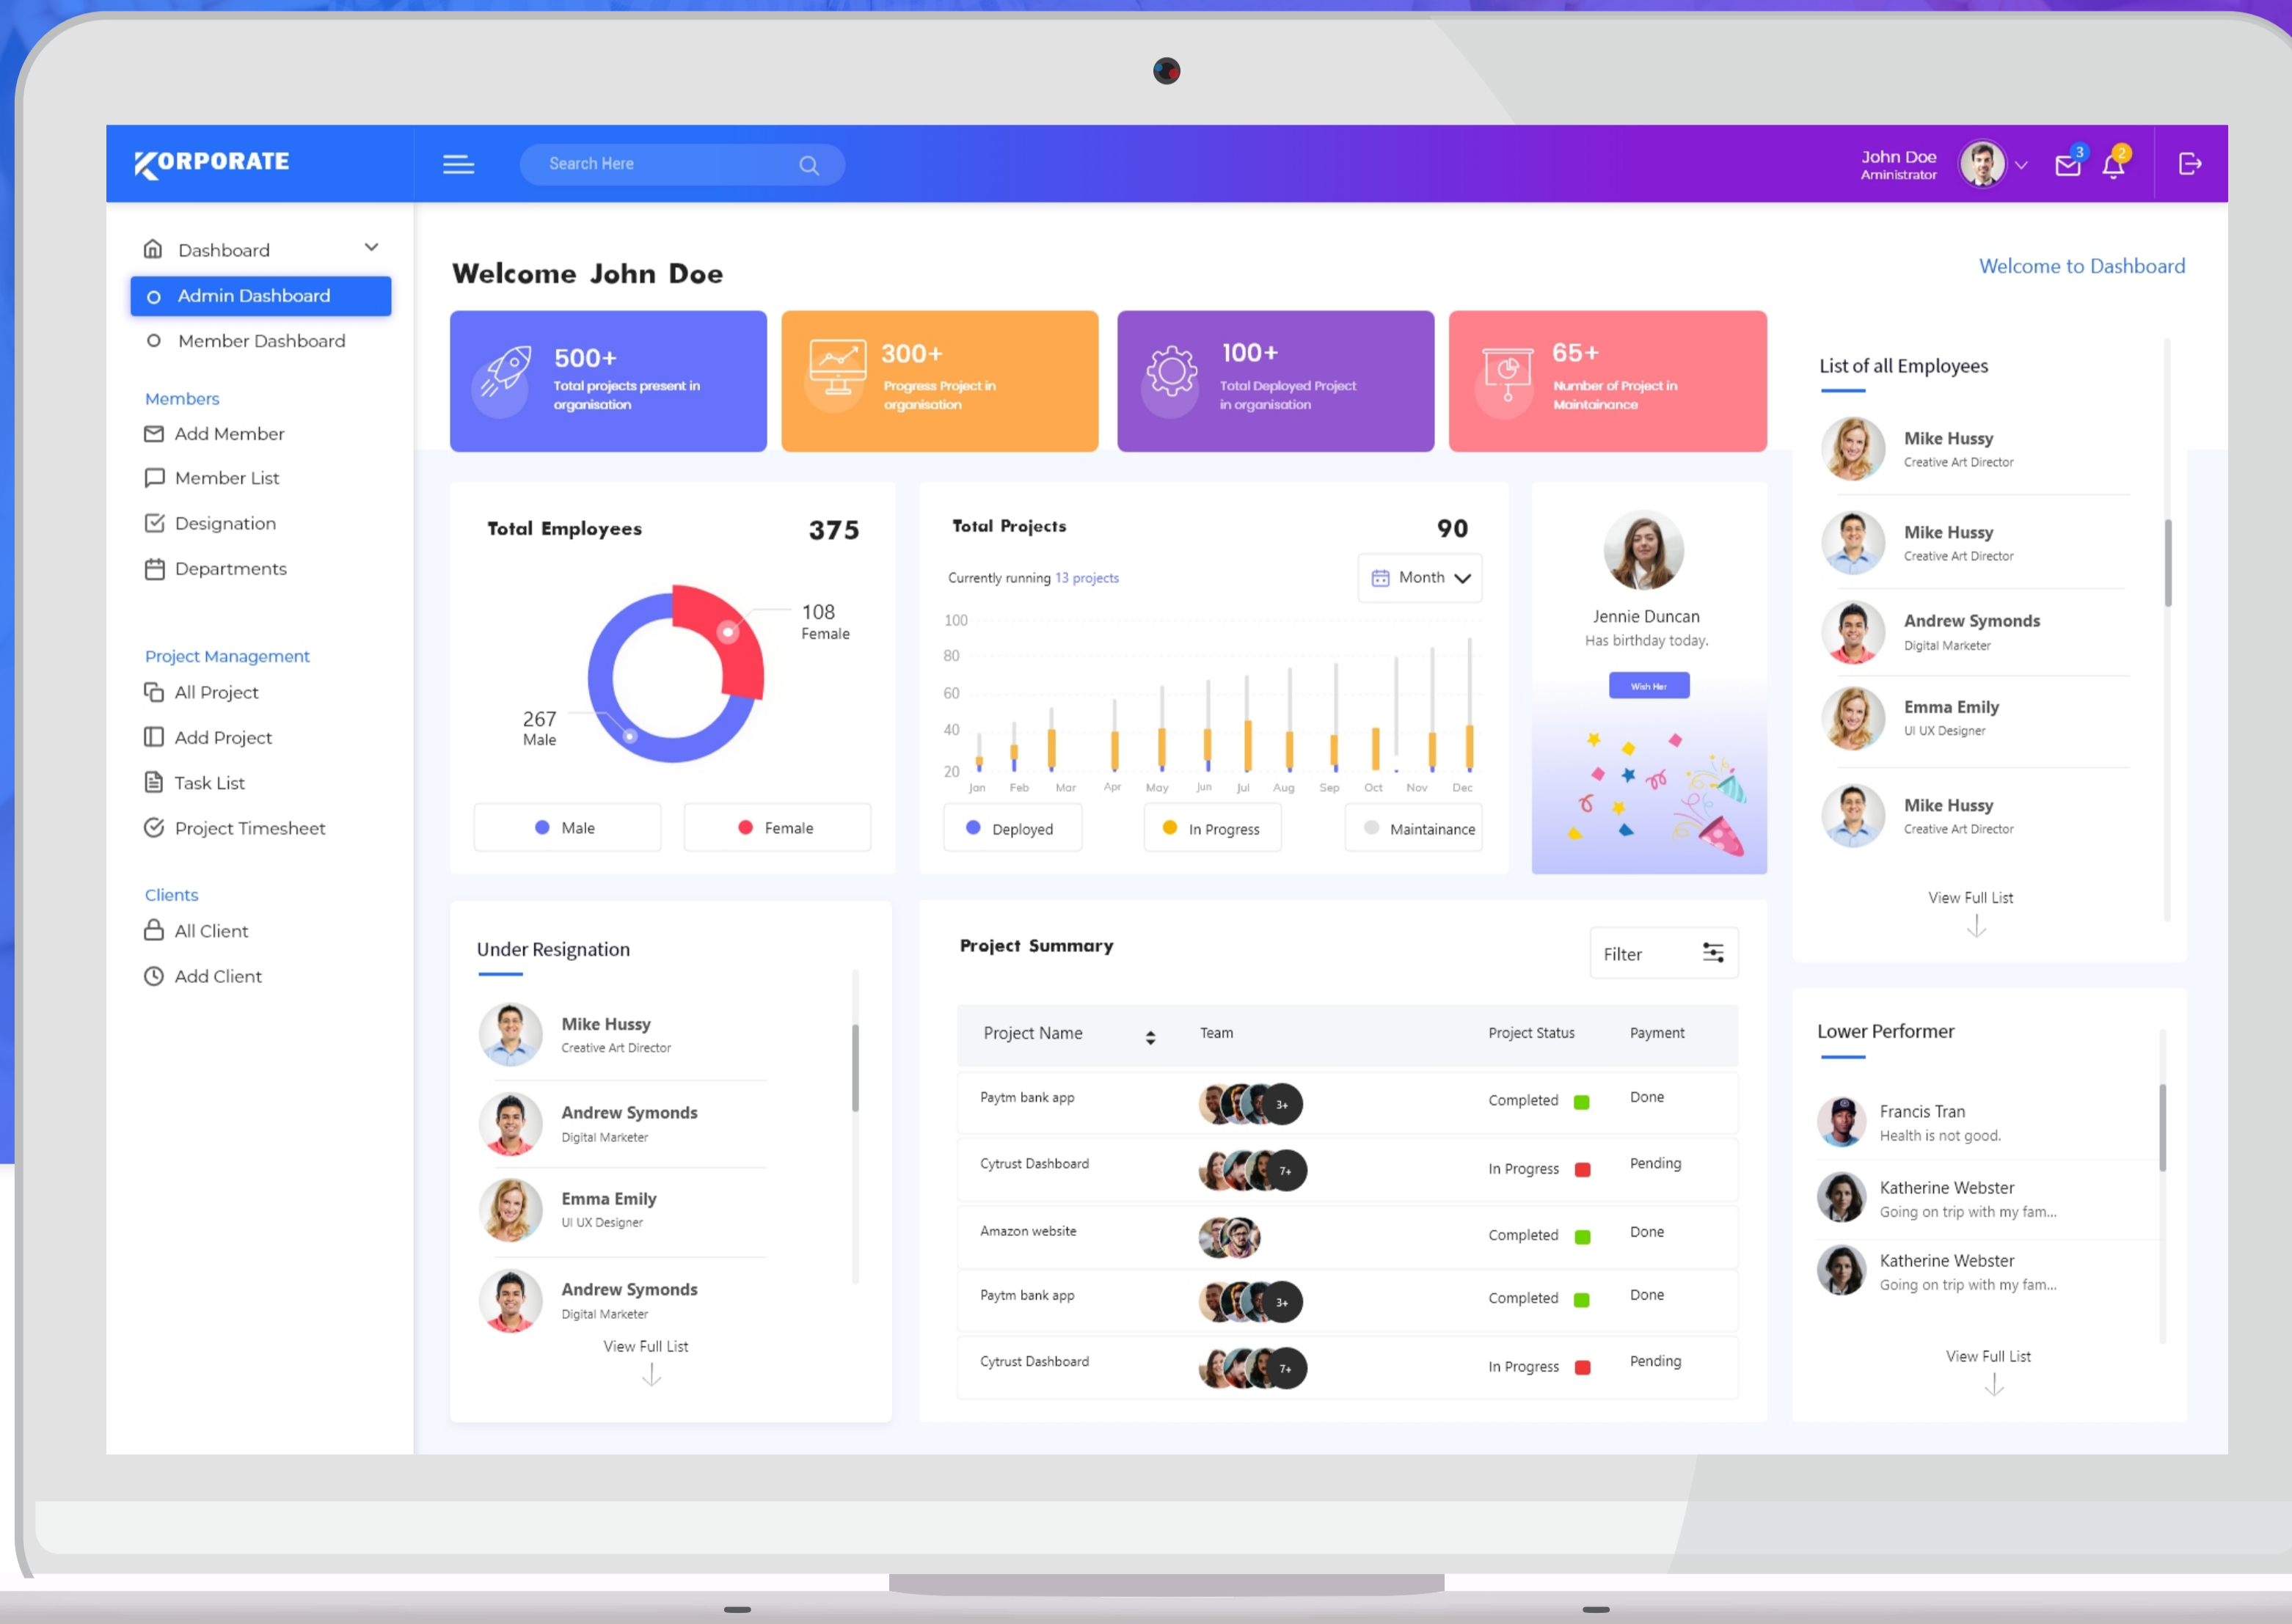 KORPORATE
Search Here
John Doe
Aministrator
3
2
Dashboard
Admin Dashboard
Member Dashboard
Members
Add Member
Member List
Designation
Departments
Project Management
All Project
Add Project
Task List
Project Timesheet
Clients
All Client
Add Client
Welcome John Doe
Welcome to Dashboard
500+
Total projects present in
organisation
300+
Progress Project in
organisation
100+
Total Deployed Project
in organisation
65+
Number of Project in
Maintainance
Total Employees
375
108
Female
267
Male
Male
Female
Total Projects
90
Currently running 13 projects
Month
100
80
60
40
20
Jan Feb Mar Apr May Jun Jul Aug Sep Oct Nov Dec
Deployed
In Progress
Maintainance
Jennie Duncan
Has birthday today.
Wish Her
List of all Employees
Mike Hussy
Creative Art Director
Mike Hussy
Creative Art Director
Andrew Symonds
Digital Marketer
Emma Emily
UI UX Designer
Mike Hussy
Creative Art Director
View Full List
Under Resignation
Mike Hussy
Creative Art Director
Andrew Symonds
Digital Marketer
Emma Emily
UI UX Designer
Andrew Symonds
Digital Marketer
View Full List
Project Summary
Filter
Project Name Team Project Status Payment
Paytm bank app 3+ Completed Done
Cytrust Dashboard 7+ In Progress Pending
Amazon website Completed Done
Paytm bank app 3+ Completed Done
Cytrust Dashboard 7+ In Progress Pending
Lower Performer
Francis Tran
Health is not good.
Katherine Webster
Going on trip with my fam...
Katherine Webster
Going on trip with my fam...
View Full List